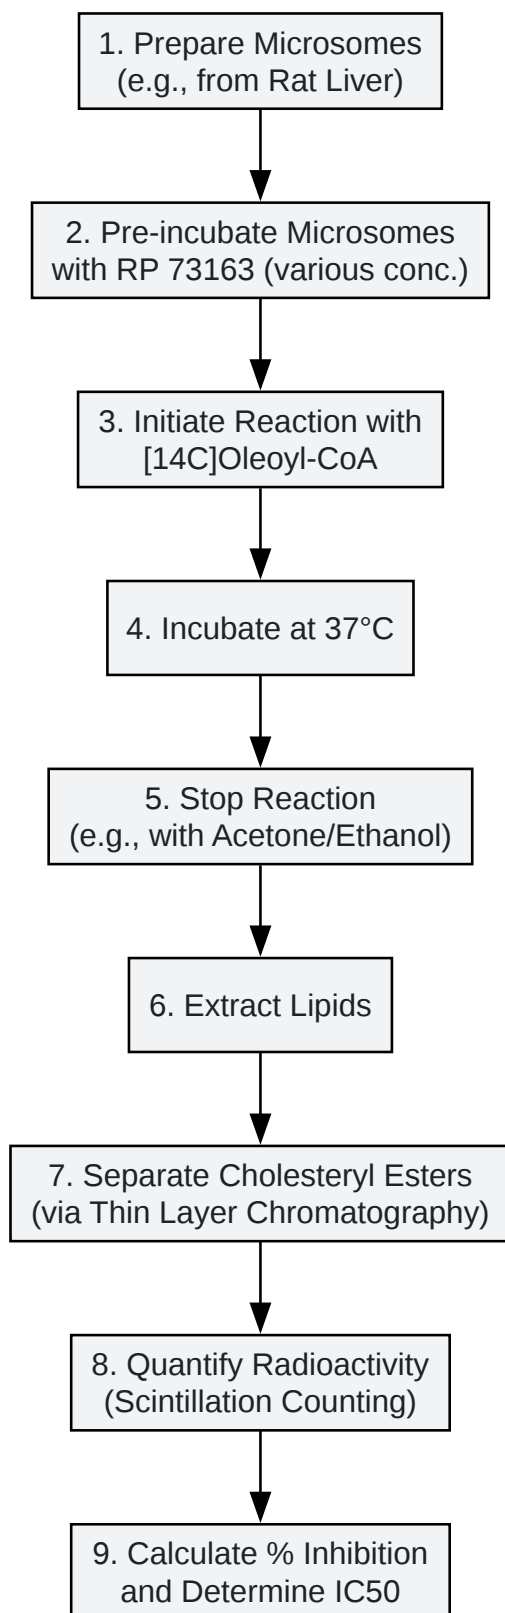 1. Prepare Microsomes
(e.g., from Rat Liver)
2. Pre-incubate Microsomes
with RP 73163 (various conc.)
3. Initiate Reaction with
[14C]Oleoyl-CoA
4. Incubate at 37°C
5. Stop Reaction
(e.g., with Acetone/Ethanol)
6. Extract Lipids
7. Separate Cholesteryl Esters
(via Thin Layer Chromatography)
8. Quantify Radioactivity
(Scintillation Counting)
9. Calculate % Inhibition
and Determine IC50